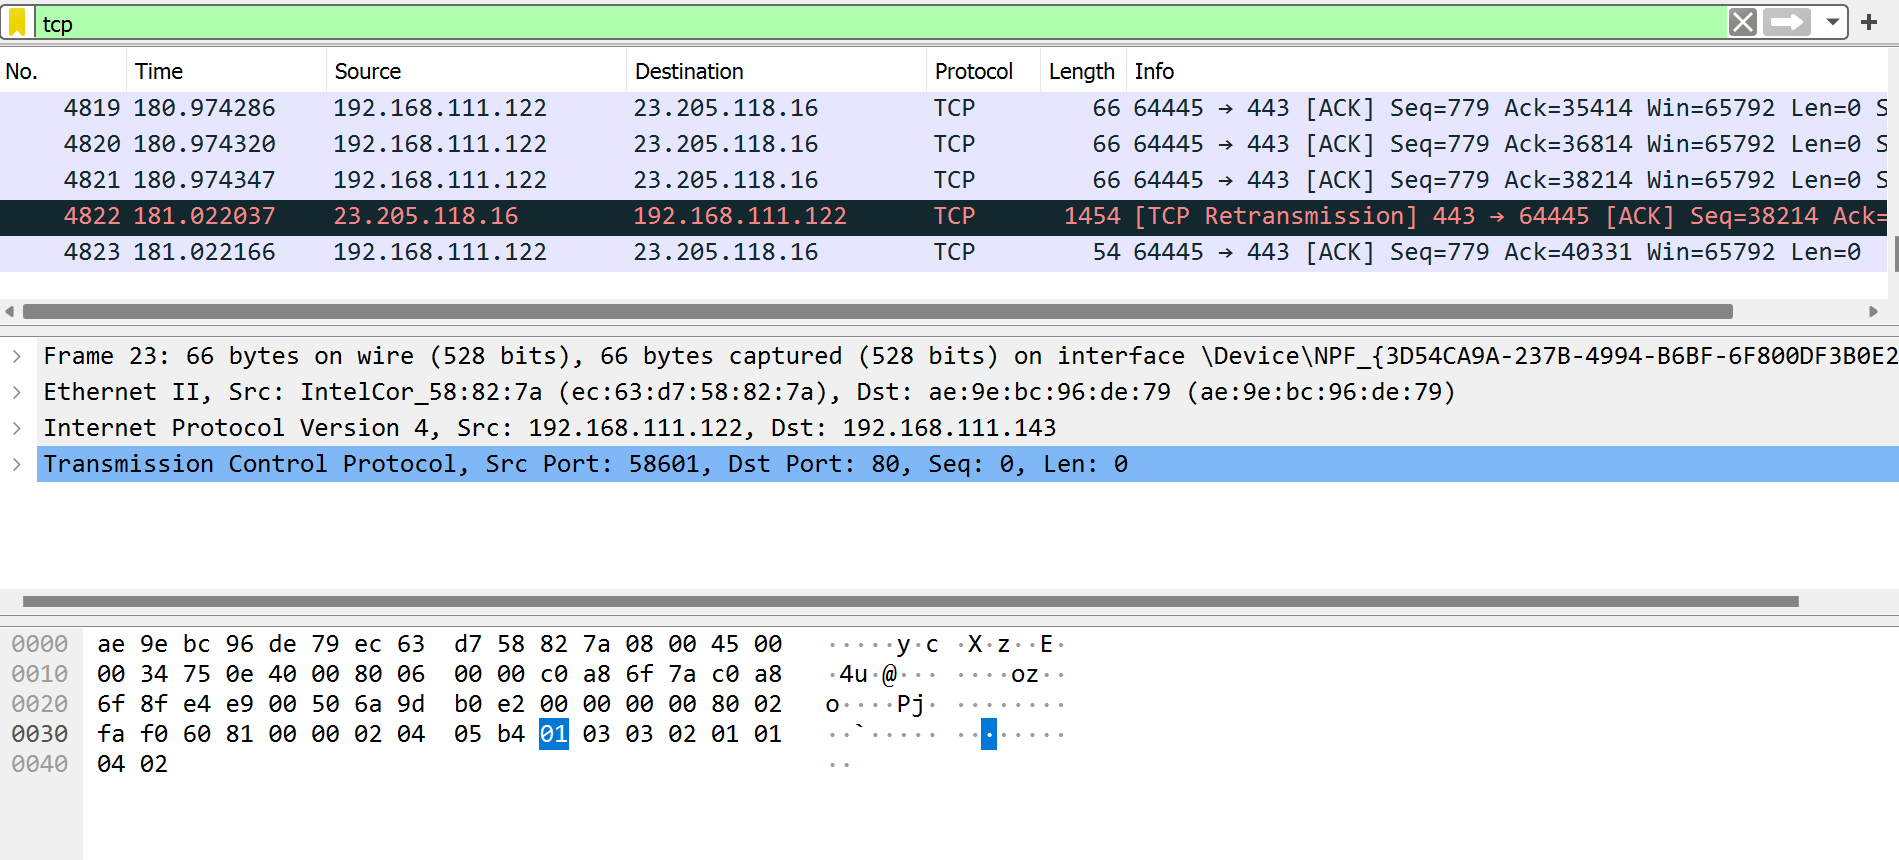 tcp
No. Time Source Destination Protocol Length Info
4819 180.974286 192.168.111.122 23.205.118.16 TCP 66 64445 → 443 [ACK] Seq=779 Ack=35414 Win=65792 Len=0 S
4820 180.974320 192.168.111.122 23.205.118.16 TCP 66 64445 → 443 [ACK] Seq=779 Ack=36814 Win=65792 Len=0 S
4821 180.974347 192.168.111.122 23.205.118.16 TCP 66 64445 → 443 [ACK] Seq=779 Ack=38214 Win=65792 Len=0 S
4822 181.022037 23.205.118.16 192.168.111.122 TCP 1454 [TCP Retransmission] 443 → 64445 [ACK] Seq=38214 Ack=
4823 181.022166 192.168.111.122 23.205.118.16 TCP 54 64445 → 443 [ACK] Seq=779 Ack=40331 Win=65792 Len=0
Frame 23: 66 bytes on wire (528 bits), 66 bytes captured (528 bits) on interface \Device\NPF_{3D54CA9A-237B-4994-B6BF-6F800DF3B0E2
Ethernet II, Src: IntelCor_58:82:7a (ec:63:d7:58:82:7a), Dst: ae:9e:bc:96:de:79 (ae:9e:bc:96:de:79)
Internet Protocol Version 4, Src: 192.168.111.122, Dst: 192.168.111.143
Transmission Control Protocol, Src Port: 58601, Dst Port: 80, Seq: 0, Len: 0
0000 ae 9e bc 96 de 79 ec 63 d7 58 82 7a 08 00 45 00 ·····y·c ·X·z··E·
0010 00 34 75 0e 40 00 80 06 00 00 c0 a8 6f 7a c0 a8 ·4u·@··· ····oz··
0020 6f 8f e4 e9 00 50 6a 9d b0 e2 00 00 00 00 80 02 o····Pj· ········
0030 fa f0 60 81 00 00 02 04 05 b4 01 03 03 02 01 01 ··`····· ········
0040 04 02 ··